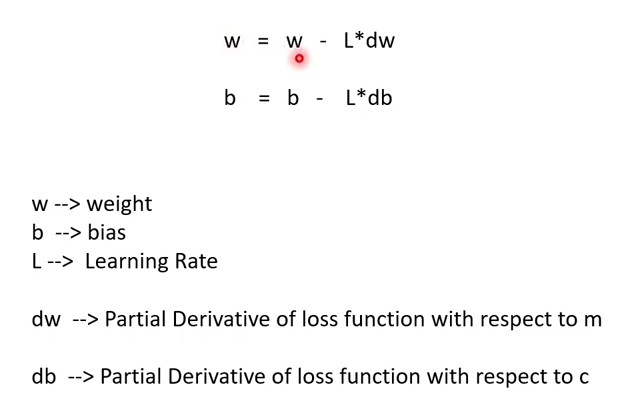 w = w - L*dw
b = b - L*db
w --> weight
b --> bias
L --> Learning Rate
dw --> Partial Derivative of loss function with respect to m
db --> Partial Derivative of loss function with respect to c